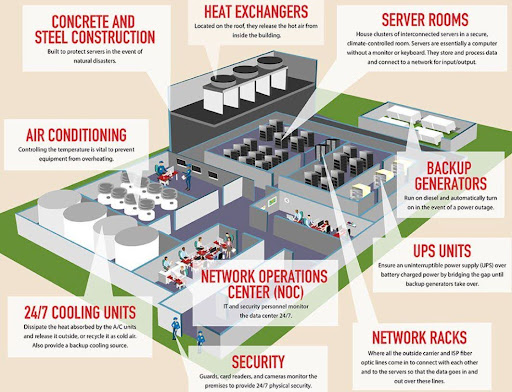 CONCRETE AND
STEEL CONSTRUCTION
Built to protect servers in the event of
natural disasters.
HEAT EXCHANGERS
Located on the roof, they release the hot air from
inside the building.
SERVER ROOMS
House clusters of interconnected servers in a secure,
climate-controlled room. Servers are essentially a computer
without a monitor or keyboard. They store and process data
and connect to a network for input/output.
AIR CONDITIONING
Controlling the temperature is vital to prevent
equipment from overheating.
BACKUP
GENERATORS
Run on diesel and automatically turn
on in the event of a power outage.
UPS UNITS
Ensure an uninterruptible power supply (UPS) over
battery charged power by bridging the gap until
backup generators take over.
NETWORK OPERATIONS
CENTER (NOC)
IT and security personnel monitor
the data center 24/7.
24/7 COOLING UNITS
Dissipate the heat absorbed by the A/C units
and release it outside, or recycle it as cold air.
Also provide a backup cooling source.
NETWORK RACKS
Where all the outside carrier and ISP fiber
optic lines come in to connect with each other
and to the servers so that the data goes in and
out over these lines.
SECURITY
Guards, card readers, and cameras monitor the
premises to provide 24/7 physical security.